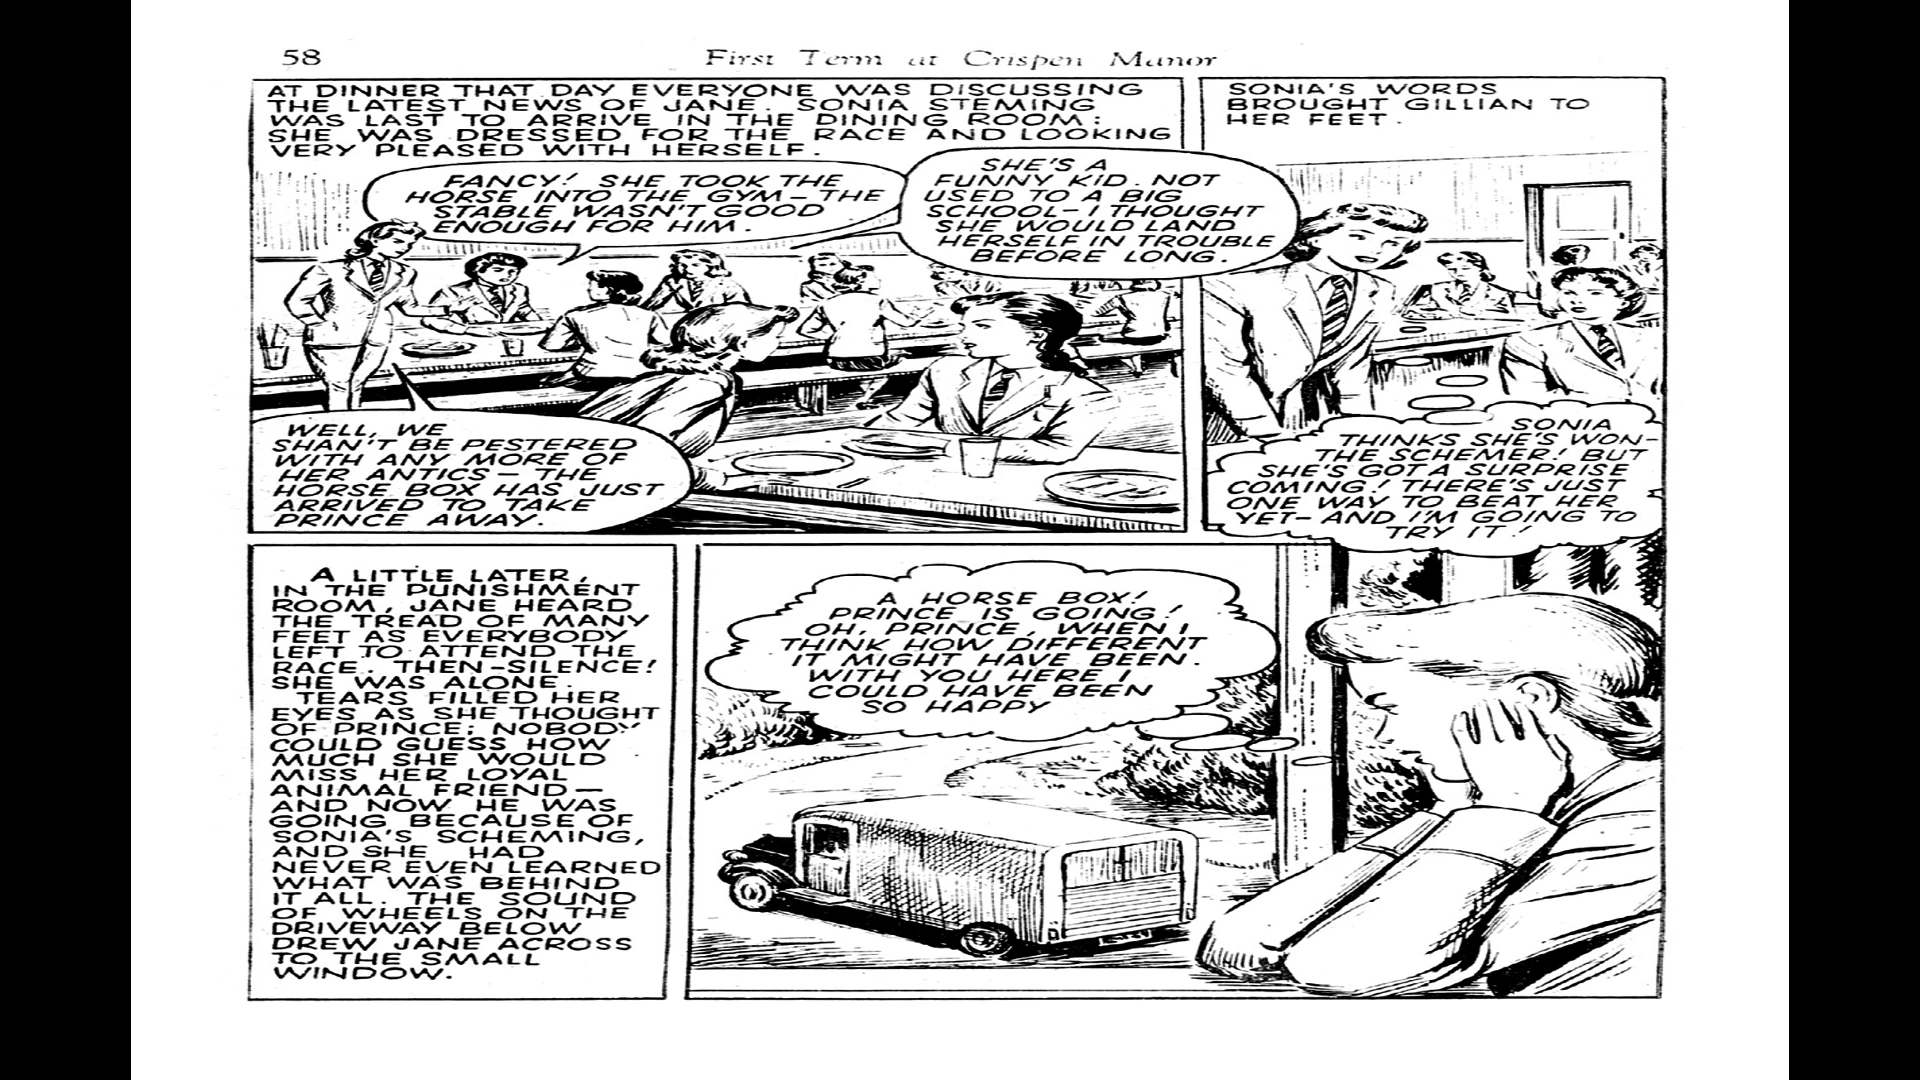 58
First Term at Crispen Manor
AT DINNER THAT DAY EVERYONE WAS DISCUSSING
THE LATEST NEWS OF JANE. SONIA STEMING
WAS LAST TO ARRIVE IN THE DINING ROOM:
SHE WAS DRESSED FOR THE RACE AND LOOKING
VERY PLEASED WITH HERSELF.
FANCY! SHE TOOK THE
HORSE INTO THE GYM – THE
STABLE WASN'T GOOD
ENOUGH FOR HIM.
SHE'S A
FUNNY KID. NOT
USED TO A BIG
SCHOOL – I THOUGHT
SHE WOULD LAND
HERSELF IN TROUBLE
BEFORE LONG.
WELL, WE
SHAN'T BE PESTERED
WITH ANY MORE OF
HER ANTICS – THE
HORSE BOX HAS JUST
ARRIVED TO TAKE
PRINCE AWAY.
SONIA'S WORDS
BROUGHT GILLIAN TO
HER FEET.
SONIA
THINKS SHE'S WON-
THE SCHEMER! BUT
SHE'S GOT A SURPRISE
COMING! THERE'S JUST
ONE WAY TO BEAT HER
YET – AND I'M GOING TO
TRY IT!
A LITTLE LATER,
IN THE PUNISHMENT
ROOM, JANE HEARD
THE TREAD OF MANY
FEET AS EVERYBODY
LEFT TO ATTEND THE
RACE. THEN – SILENCE!
SHE WAS ALONE.
TEARS FILLED HER
EYES AS SHE THOUGHT
OF PRINCE; NOBODY
COULD GUESS HOW
MUCH SHE WOULD
MISS HER LOYAL
ANIMAL FRIEND —
AND NOW HE WAS
GOING BECAUSE OF
SONIA'S SCHEMING,
AND SHE HAD
NEVER EVEN LEARNED
WHAT WAS BEHIND
IT ALL. THE SOUND
OF WHEELS ON THE
DRIVEWAY BELOW
DREW JANE ACROSS
TO THE SMALL
WINDOW.
A HORSE BOX!
PRINCE IS GOING!
OH, PRINCE, WHEN I
THINK HOW DIFFERENT
IT MIGHT HAVE BEEN.
WITH YOU HERE I
COULD HAVE BEEN
SO HAPPY